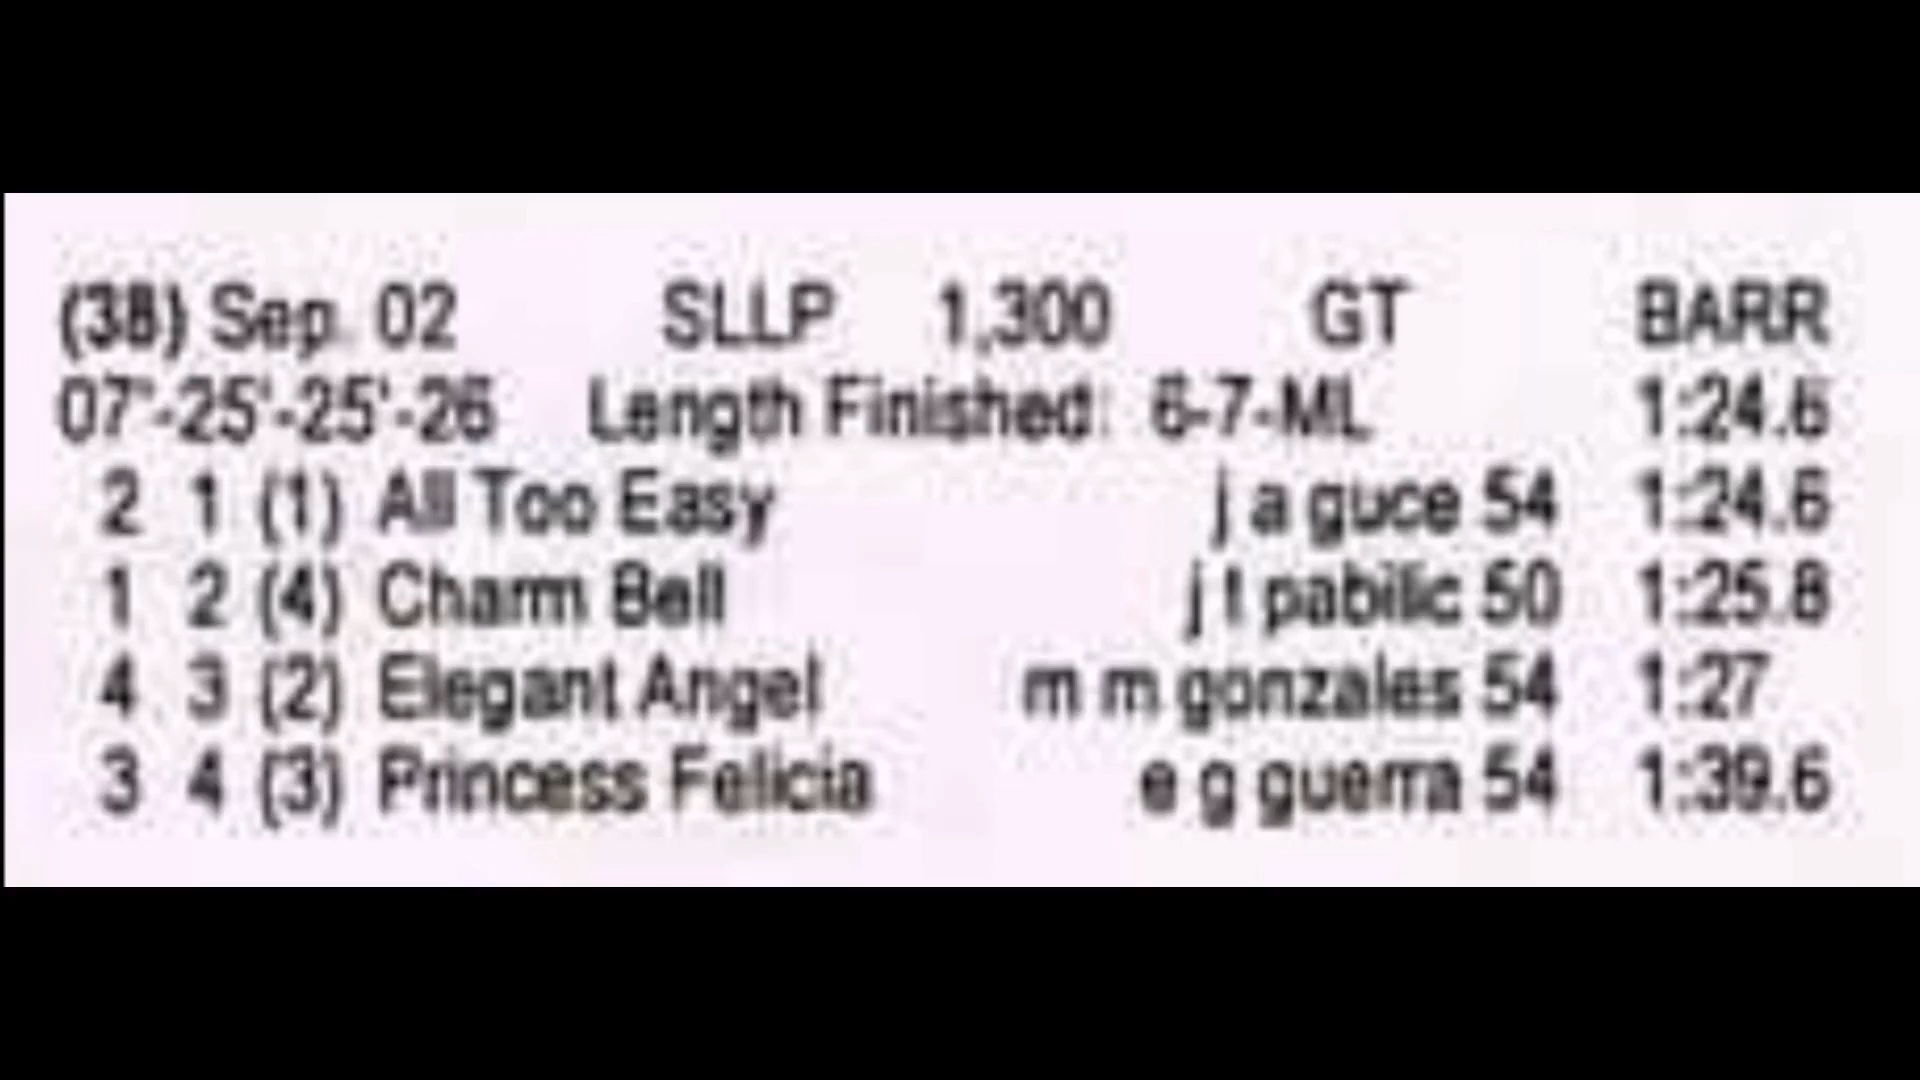 (38) Sep. 02 SLLP 1,300 GT BARR
07'-25'-25'-26 Length Finished: 6-7-ML 1:24.6
2 1 (1) All Too Easy j a guce 54 1:24.6
1 2 (4) Charm Bell j t pabilic 50 1:25.8
4 3 (2) Elegant Angel m m gonzales 54 1:27
3 4 (3) Princess Felicia e g guerra 54 1:39.6